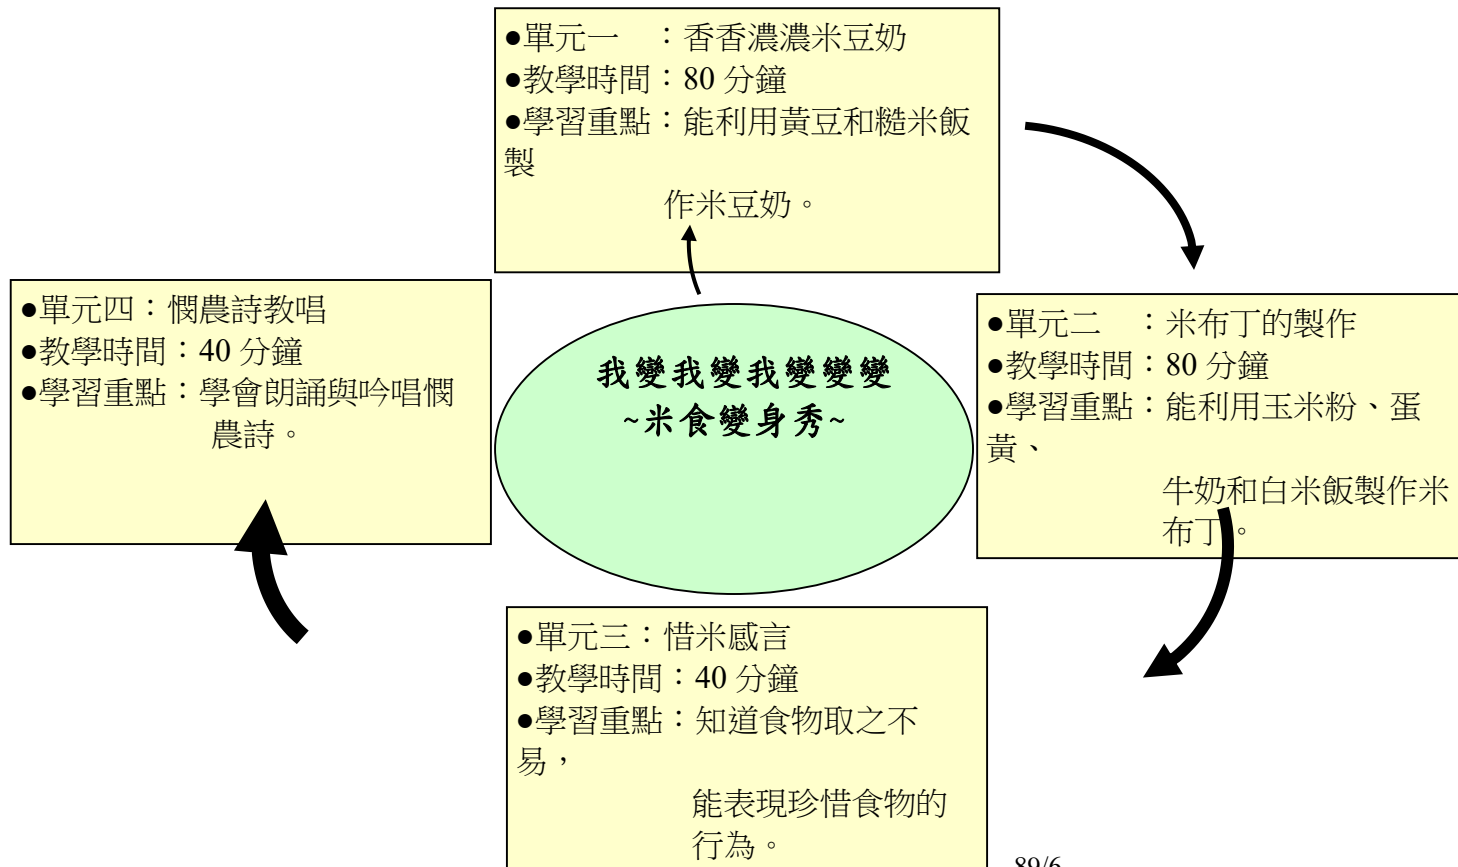 ●單元一　：香香濃濃米豆奶
●教學時間：80 分鐘
●學習重點：能利用黃豆和糙米飯
製
作米豆奶。
●單元二　：米布丁的製作
●教學時間：80 分鐘
●學習重點：能利用玉米粉、蛋
黃、
牛奶和白米飯製作米
布丁。
●單元三：惜米感言
●教學時間：40 分鐘
●學習重點：知道食物取之不
易，
能表現珍惜食物的
行為。
●單元四：憫農詩教唱
●教學時間：40 分鐘
●學習重點：學會朗誦與吟唱憫
農詩。
我變我變我變變變
~米食變身秀~
89/6